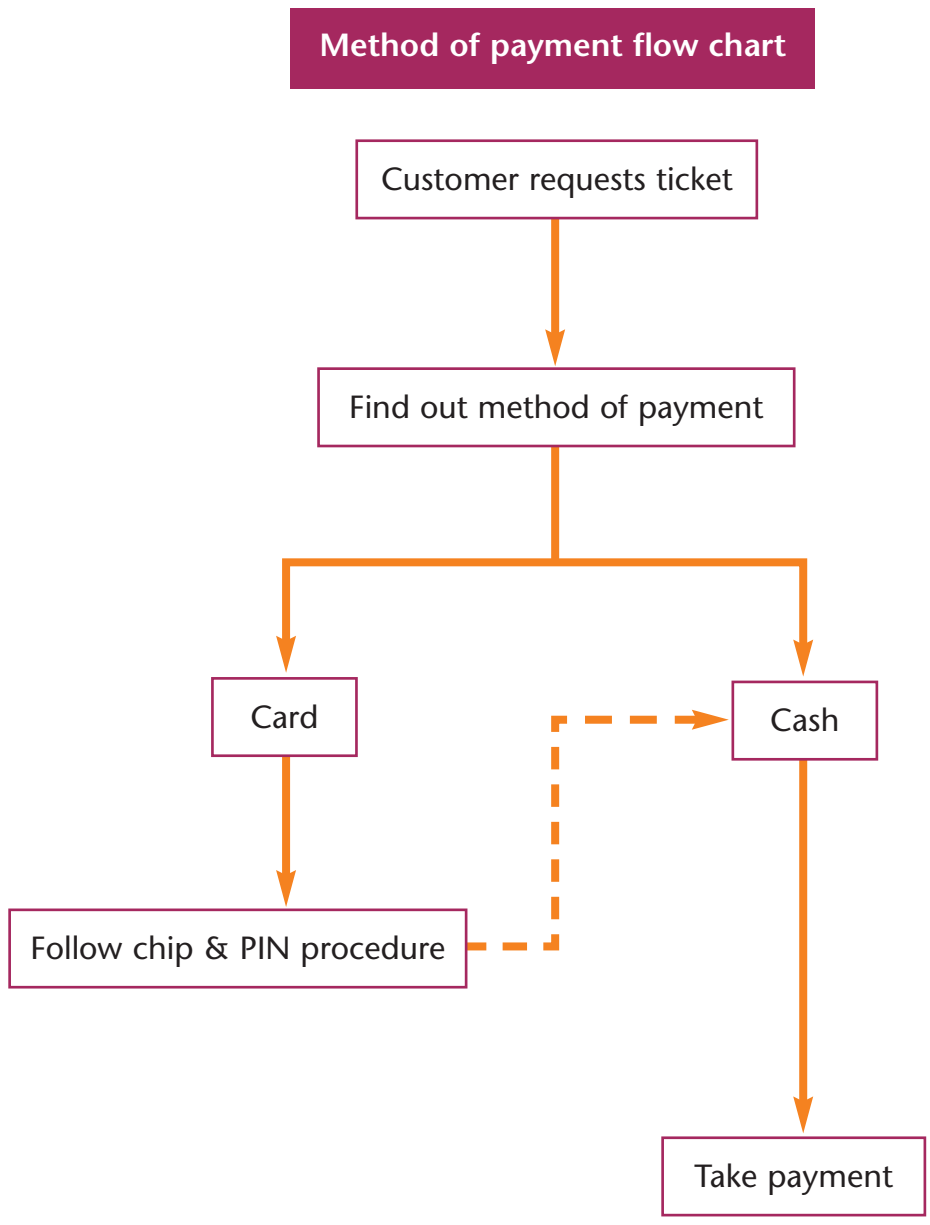 Method of payment flow chart
Customer requests ticket
Find out method of payment
Card
Cash
Follow chip & PIN procedure
Take payment